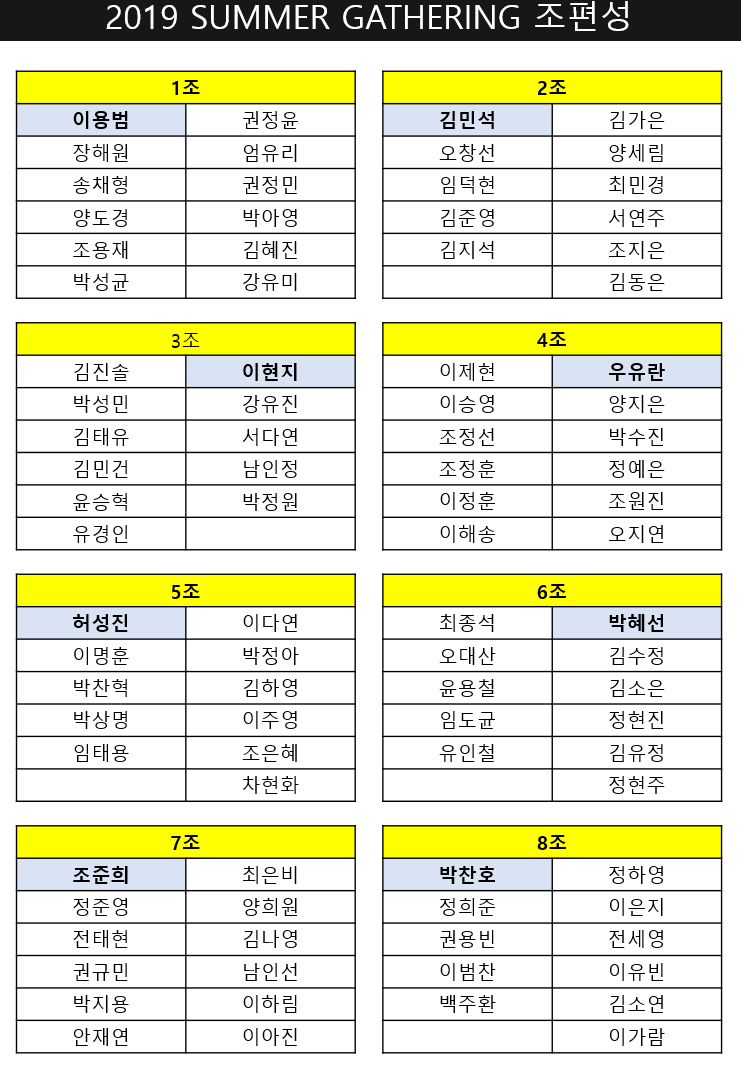 2019 SUMMER GATHERING 조편성
1조
이용범 권정윤
장해원 엄유리
송채형 권정민
양도경 박아영
조용재 김혜진
박성균 강유미
2조
김민석 김가은
오창선 양세림
임덕현 최민경
김준영 서연주
김지석 조지은
김동은
3조
김진솔 이현지
박성민 강유진
김태유 서다연
김민건 남인정
윤승혁 박정원
유경인
4조
이제현 우유란
이승영 양지은
조정선 박수진
조정훈 정예은
이정훈 조원진
이해송 오지연
5조
허성진 이다연
이명훈 박정아
박찬혁 김하영
박상명 이주영
임태용 조은혜
차현화
6조
최종석 박혜선
오대산 김수정
윤용철 김소은
임도균 정현진
유인철 김유정
정현주
7조
조준희 최은비
정준영 양희원
전태현 김나영
권규민 남인선
박지용 이하림
안재연 이아진
8조
박찬호 정하영
정희준 이은지
권용빈 전세영
이범찬 이유빈
백주환 김소연
이가람